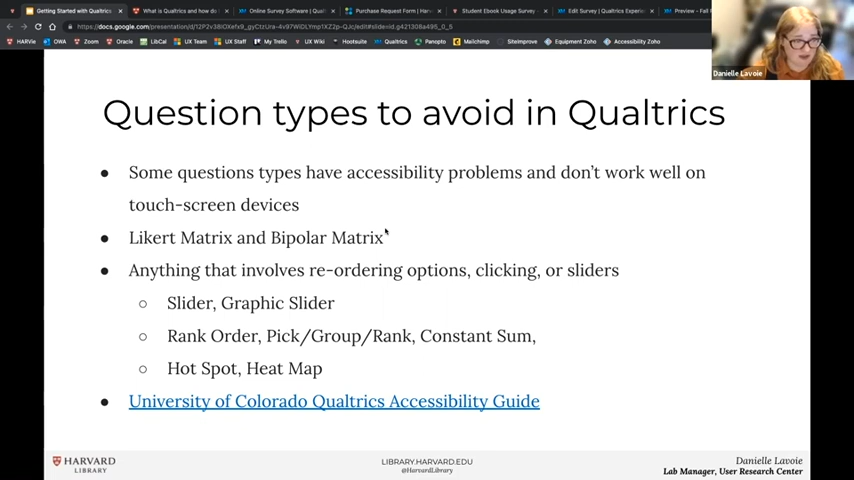 Getting Started with Qualtrics
What is Qualtrics and how do
Online Survey Software | Qual
Purchase Request Form | Harv
Student Ebook Usage Survey
Edit Survey | Qualtrics Experie
Preview - Fall
https://docs.google.com/presentation/d/
HARVie
OWA
Zoom
Oracle
LibCal
UX Team
UX Staff
My Trello
UX Wiki
Hootsuite
Qualtrics
Panopto
Mailchimp
SiteImprove
Equipment Zoho
Accessibility Zoho
Danielle Lavoie
Question types to avoid in Qualtrics
● Some questions types have accessibility problems and don't work well on
touch-screen devices
● Likert Matrix and Bipolar Matrix
● Anything that involves re-ordering options, clicking, or sliders
○ Slider, Graphic Slider
○ Rank Order, Pick/Group/Rank, Constant Sum,
○ Hot Spot, Heat Map
● University of Colorado Qualtrics Accessibility Guide
HARVARD
LIBRARY
LIBRARY.HARVARD.EDU
@HarvardLibrary
Danielle Lavoie
Lab Manager, User Research Center